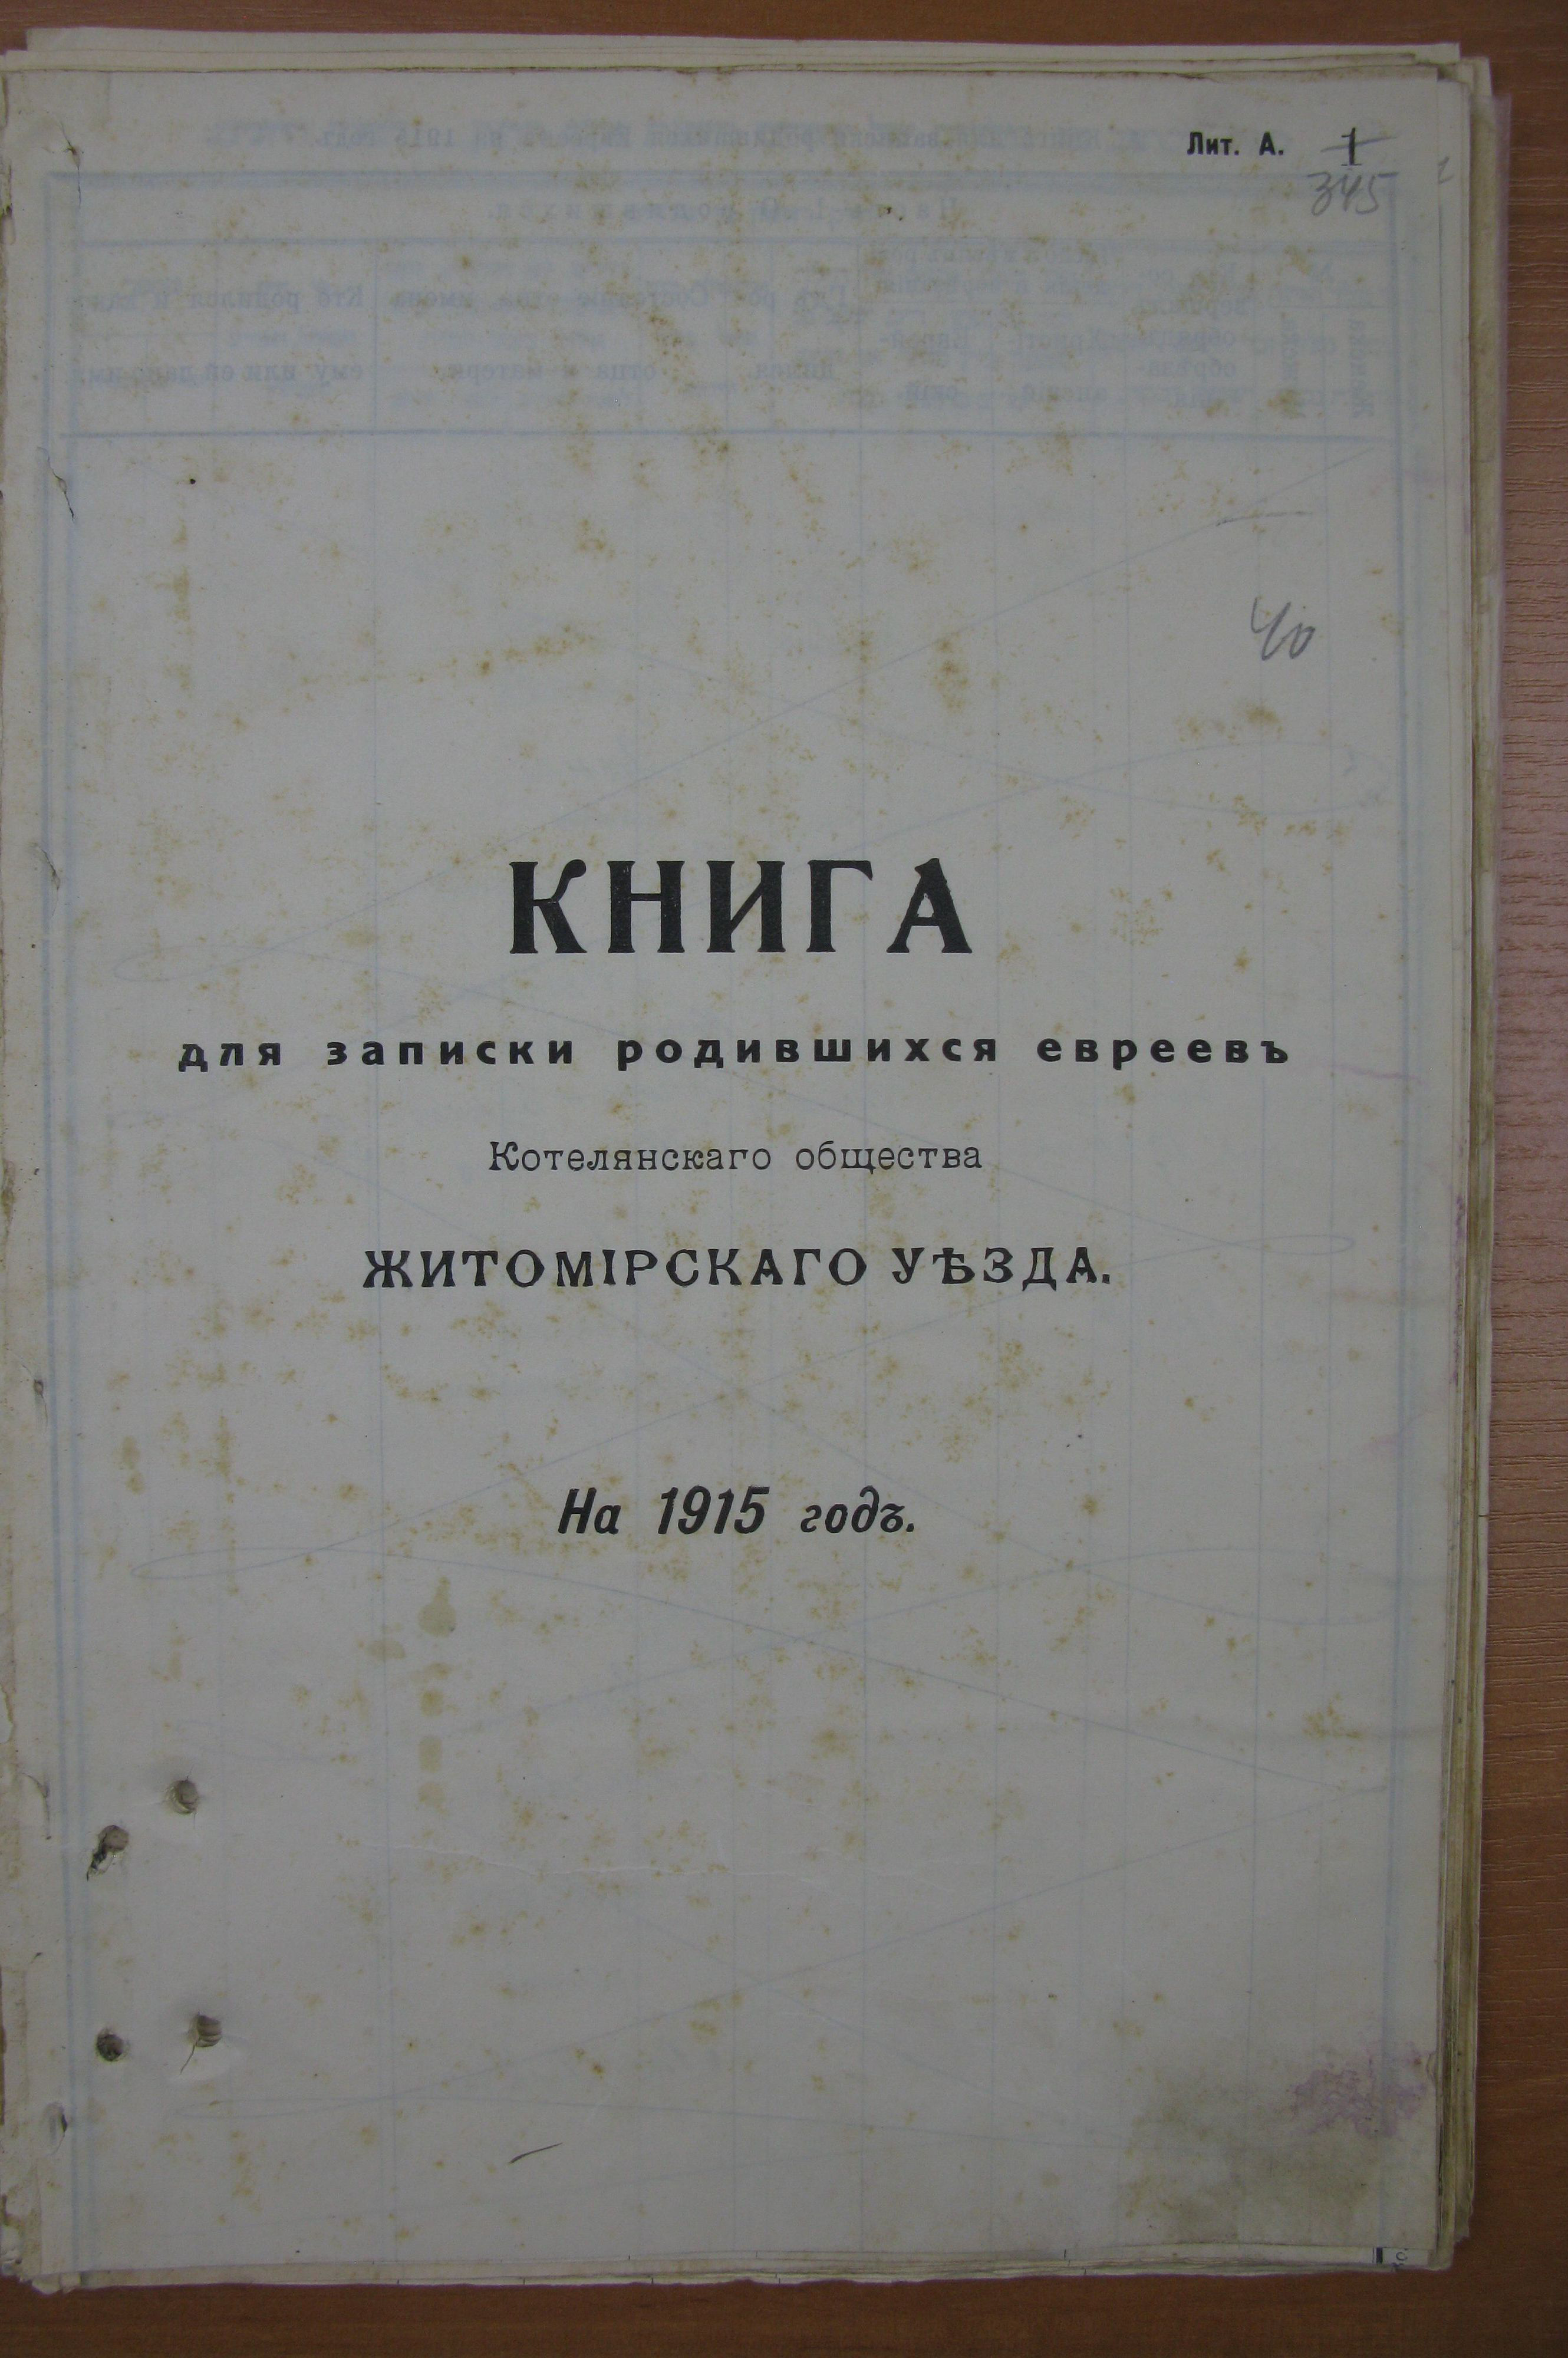 Лит. А. 1
345
40
КНИГА
для записки родившихся евреевъ
Котелянскаго общества
ЖИТОМІРСКАГО УѢЗДА.
На 1915 годъ.